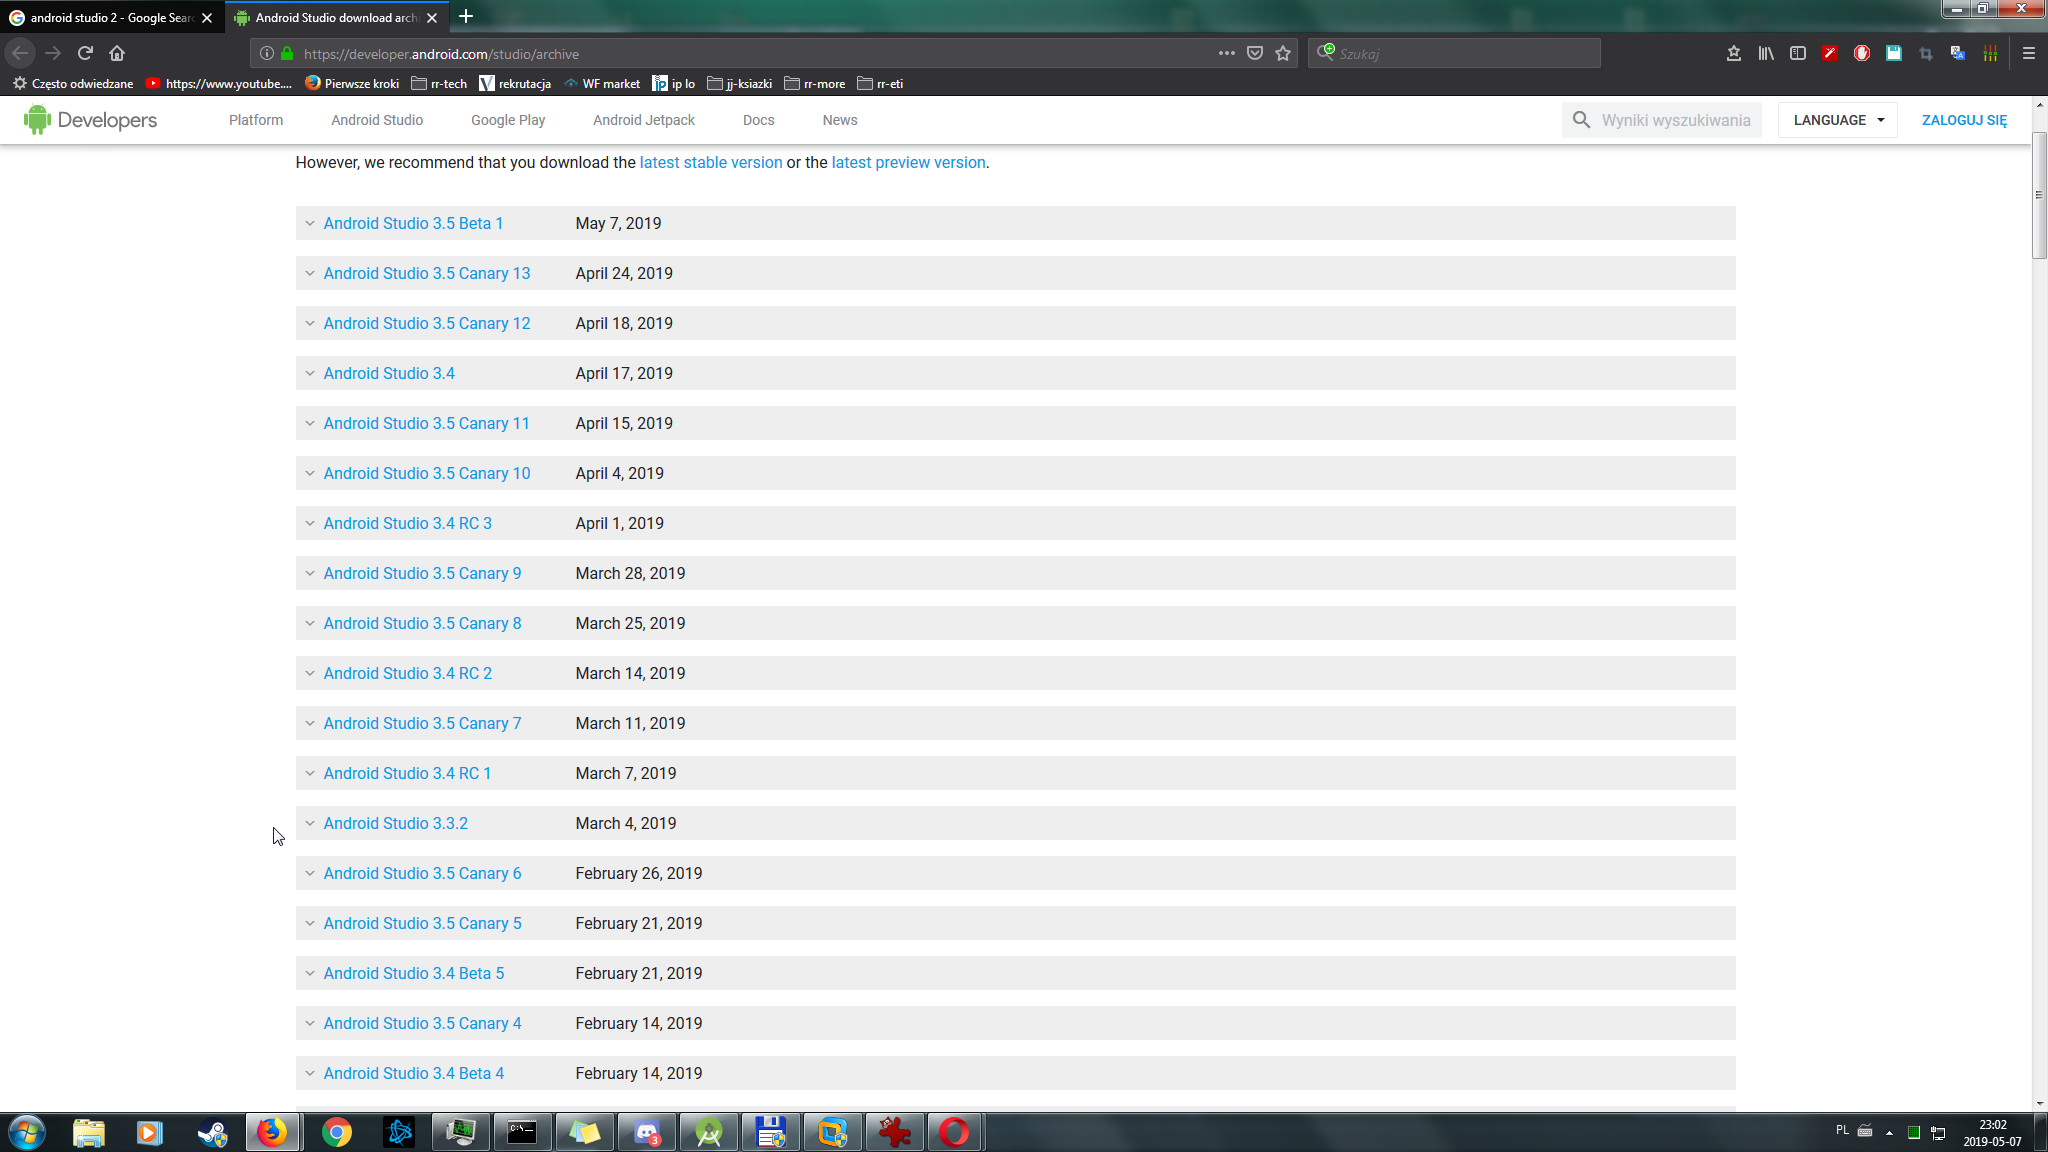 android studio 2 - Google Sear
Android Studio download archi
https://developer.android.com/studio/archive
Szukaj
Często odwiedzane
https://www.youtube....
Pierwsze kroki
rr-tech
rekrutacja
WF market
ip lo
jj-ksiazki
rr-more
rr-eti
Developers
Platform
Android Studio
Google Play
Android Jetpack
Docs
News
Wyniki wyszukiwania
LANGUAGE
ZALOGUJ SIĘ
However, we recommend that you download the latest stable version or the latest preview version.
Android Studio 3.5 Beta 1 May 7, 2019
Android Studio 3.5 Canary 13 April 24, 2019
Android Studio 3.5 Canary 12 April 18, 2019
Android Studio 3.4 April 17, 2019
Android Studio 3.5 Canary 11 April 15, 2019
Android Studio 3.5 Canary 10 April 4, 2019
Android Studio 3.4 RC 3 April 1, 2019
Android Studio 3.5 Canary 9 March 28, 2019
Android Studio 3.5 Canary 8 March 25, 2019
Android Studio 3.4 RC 2 March 14, 2019
Android Studio 3.5 Canary 7 March 11, 2019
Android Studio 3.4 RC 1 March 7, 2019
Android Studio 3.3.2 March 4, 2019
Android Studio 3.5 Canary 6 February 26, 2019
Android Studio 3.5 Canary 5 February 21, 2019
Android Studio 3.4 Beta 5 February 21, 2019
Android Studio 3.5 Canary 4 February 14, 2019
Android Studio 3.4 Beta 4 February 14, 2019
3
PL
23:02
2019-05-07